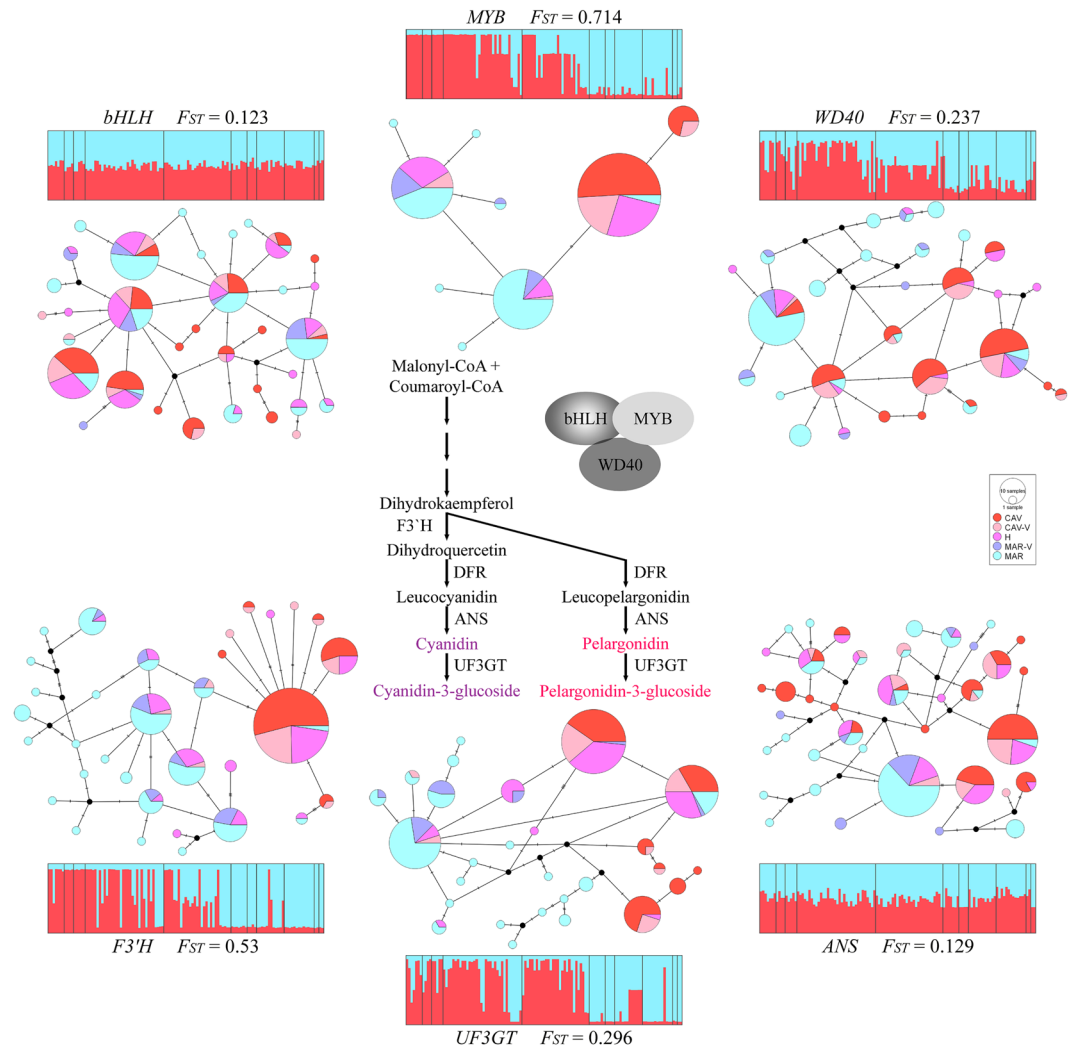 MYB FST = 0.714
bHLH FST = 0.123
WD40 FST = 0.237
Malonyl-CoA +
Coumaroyl-CoA
bHLH
MYB
WD40
Dihydrokaempferol
F3`H
Dihydroquercetin
DFR
DFR
Leucocyanidin
Leucopelargonidin
ANS
ANS
Cyanidin
Pelargonidin
UF3GT
UF3GT
Cyanidin-3-glucoside
Pelargonidin-3-glucoside
10 samples
1 sample
CAV
CAV-V
H
MAR-V
MAR
F3'H FST = 0.53
ANS FST = 0.129
UF3GT FST = 0.296